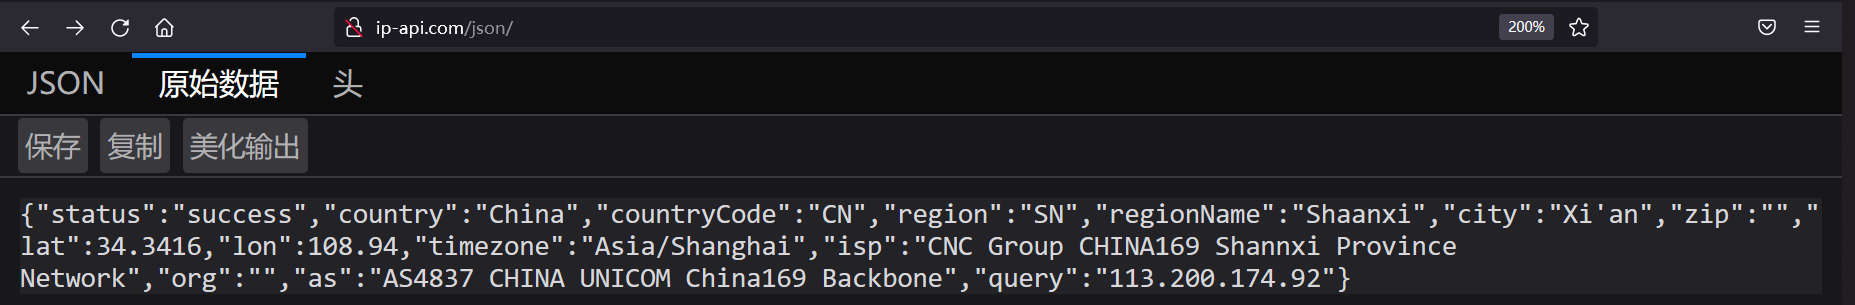 ip-api.com/json/
200%
JSON 原始数据 头
保存 复制 美化输出
{"status":"success","country":"China","countryCode":"CN","region":"SN","regionName":"Shaanxi","city":"Xi'an","zip":"","
lat":34.3416,"lon":108.94,"timezone":"Asia/Shanghai","isp":"CNC Group CHINA169 Shannxi Province
Network","org":"","as":"AS4837 CHINA UNICOM China169 Backbone","query":"113.200.174.92"}